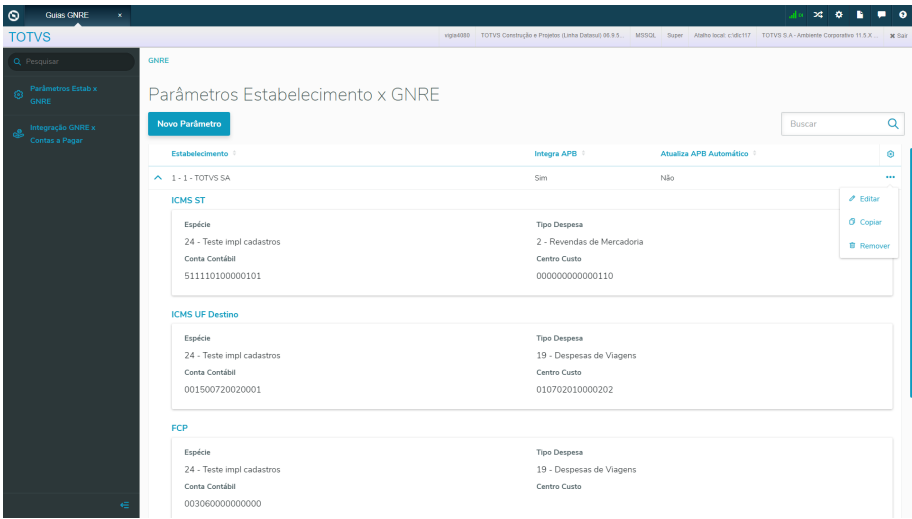 Guias GNRE ×
TOTVS
vigia4080 TOTVS Construção e Projetos (Linha Datasul) 06.9.5... MSSQL Super Atalho local: c:\dlc117 TOTVS S.A - Ambiente Corporativo 11.5.X ... Sair
Pesquisar
Parâmetros Estab x
GNRE
Integração GNRE x
Contas a Pagar
GNRE
Parâmetros Estabelecimento x GNRE
Novo Parâmetro
Buscar
Estabelecimento Integra APB Atualiza APB Automático
1 - 1 - TOTVS SA Sim Não
Editar
Copiar
Remover
ICMS ST
Espécie Tipo Despesa
24 - Teste impl cadastros 2 - Revendas de Mercadoria
Conta Contábil Centro Custo
511110100000101 000000000000110
ICMS UF Destino
Espécie Tipo Despesa
24 - Teste impl cadastros 19 - Despesas de Viagens
Conta Contábil Centro Custo
001500720020001 010702010000202
FCP
Espécie Tipo Despesa
24 - Teste impl cadastros 19 - Despesas de Viagens
Conta Contábil Centro Custo
003060000000000